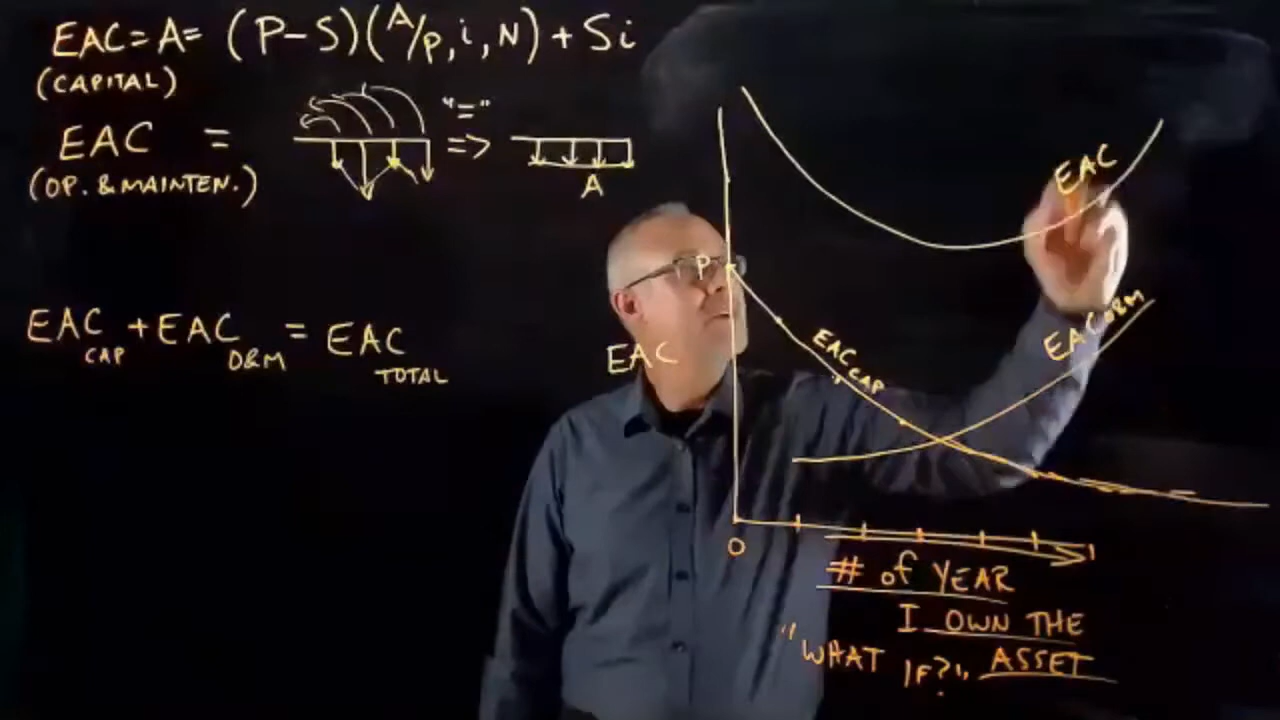 EAC = A = (P-S)(A/P, i, N) + Si
(CAPITAL)
EAC =
(OP. & MAINTEN.)
"="
=>
A
EAC CAP + EAC O&M = EAC TOTAL
EAC
P
EAC CAP
EAC O&M
EAC
0
# of YEAR
I OWN THE
"WHAT IF?" ASSET